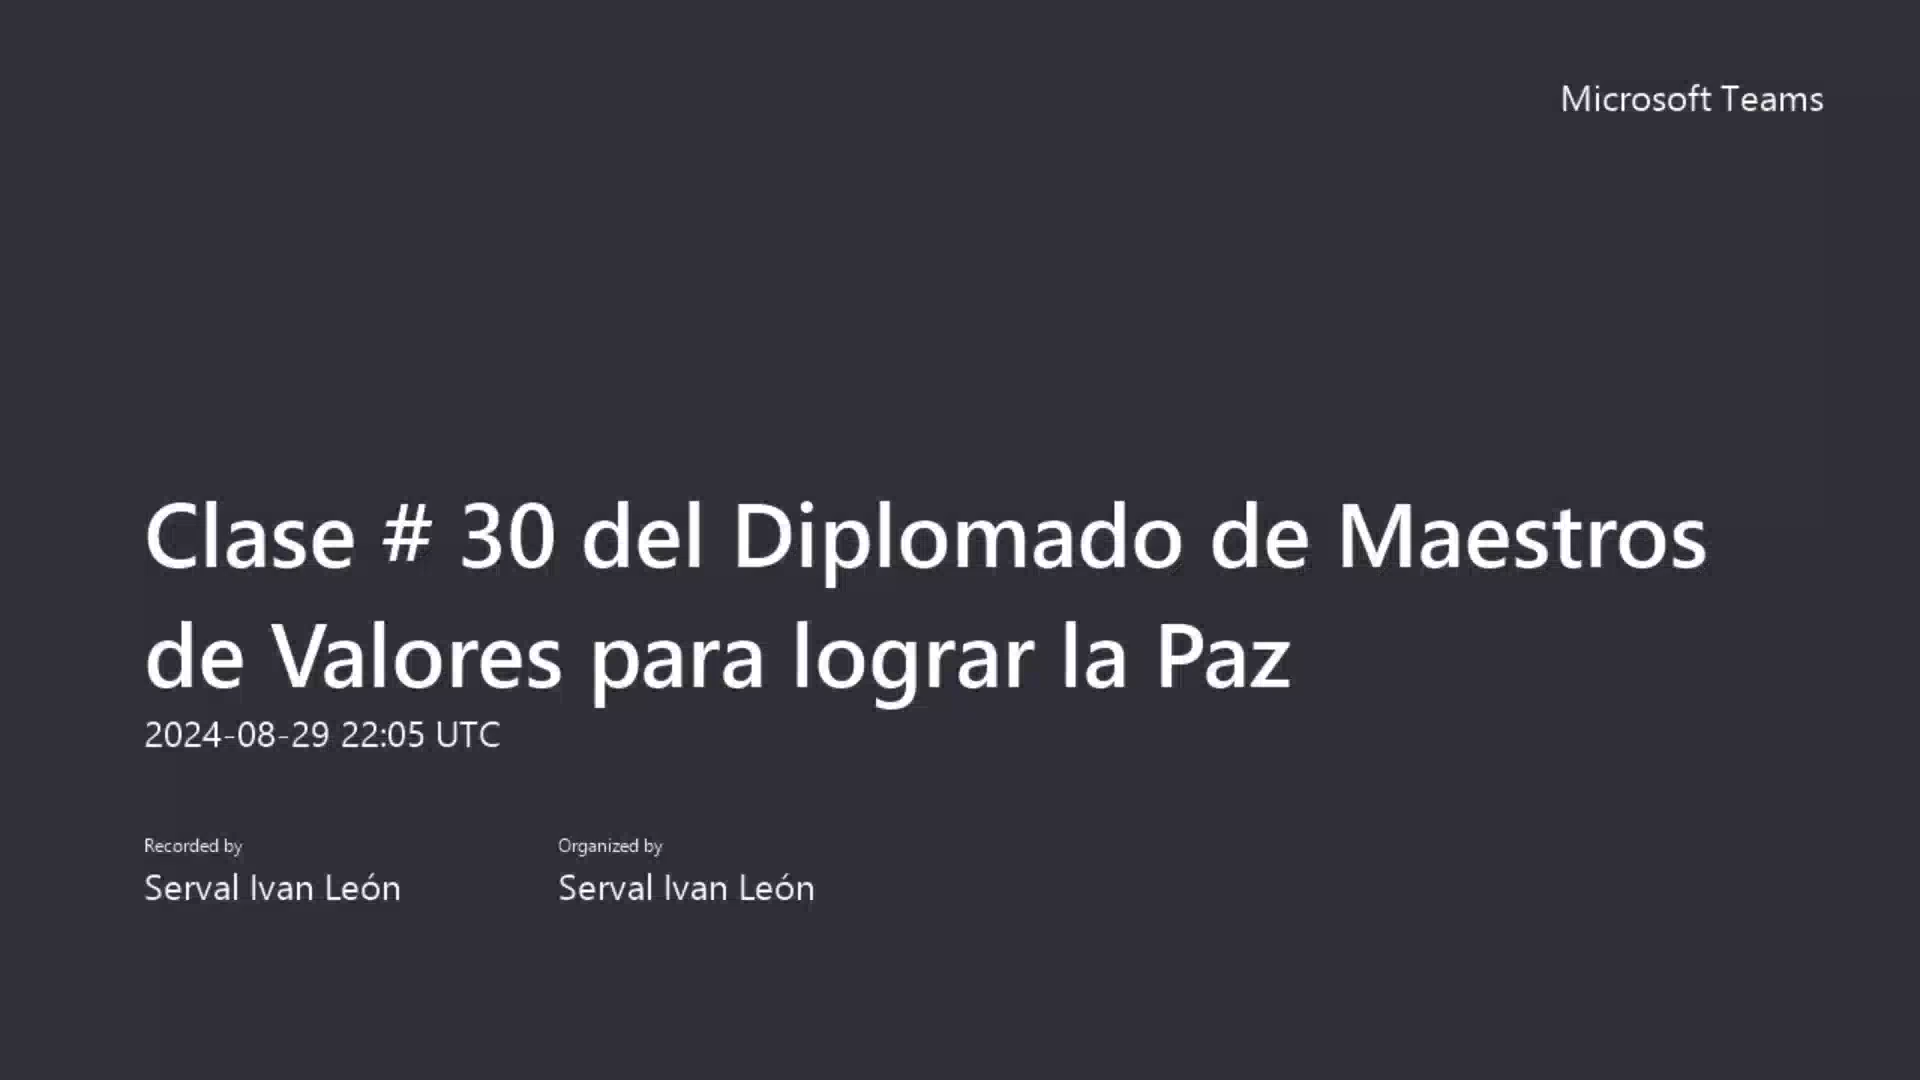 Microsoft Teams
Clase # 30 del Diplomado de Maestros
de Valores para lograr la Paz
2024-08-29 22:05 UTC
Recorded by
Organized by
Serval Ivan León
Serval Ivan León